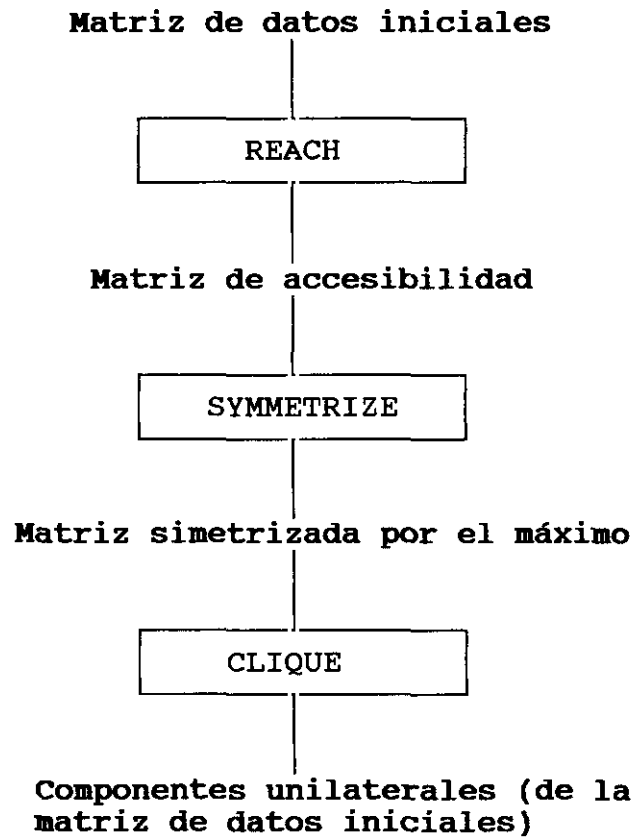 Matriz de datos iniciales
REACH
Matriz de accesibilidad
SYMMETRIZE
Matriz simetrizada por el máximo
CLIQUE
Componentes unilaterales (de la
matriz de datos iniciales)